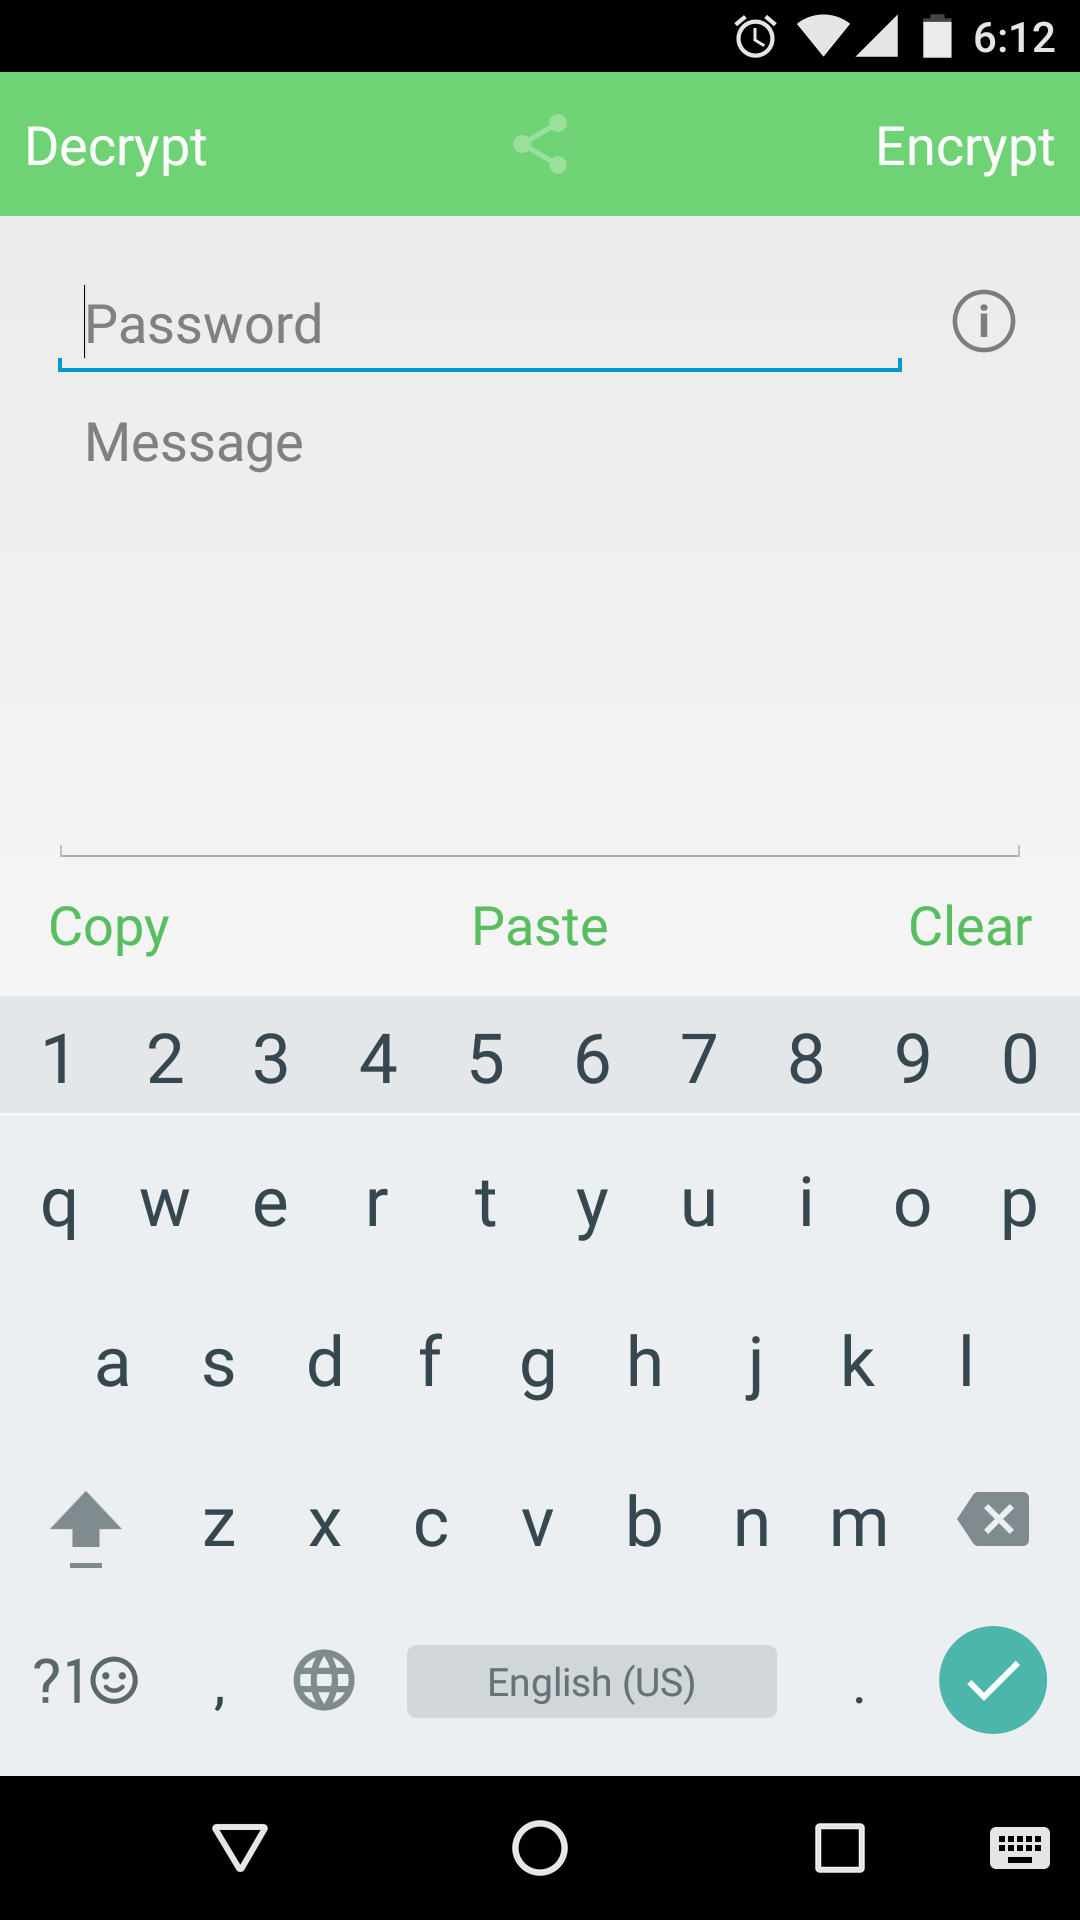 6:12
Decrypt Encrypt
Password
Message
Copy Paste Clear
1 2 3 4 5 6 7 8 9 0
q w e r t y u i o p
a s d f g h j k l
z x c v b n m
?1☺ , English (US) .